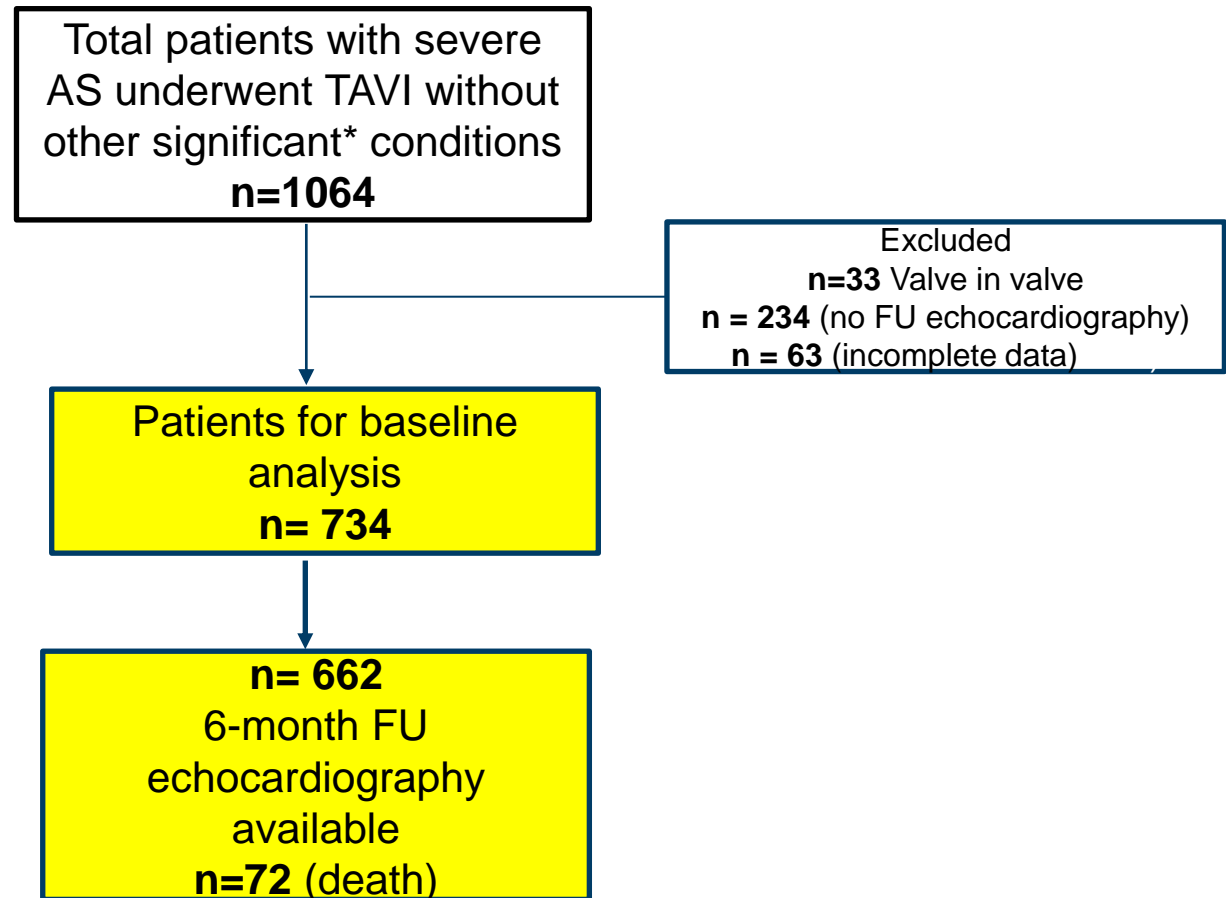 Total patients with severe
AS underwent TAVI without
other significant* conditions
n=1064
Excluded
n=33 Valve in valve
n = 234 (no FU echocardiography)
n = 63 (incomplete data)
Patients for baseline
analysis
n= 734
n= 662
6-month FU
echocardiography
available
n=72 (death)